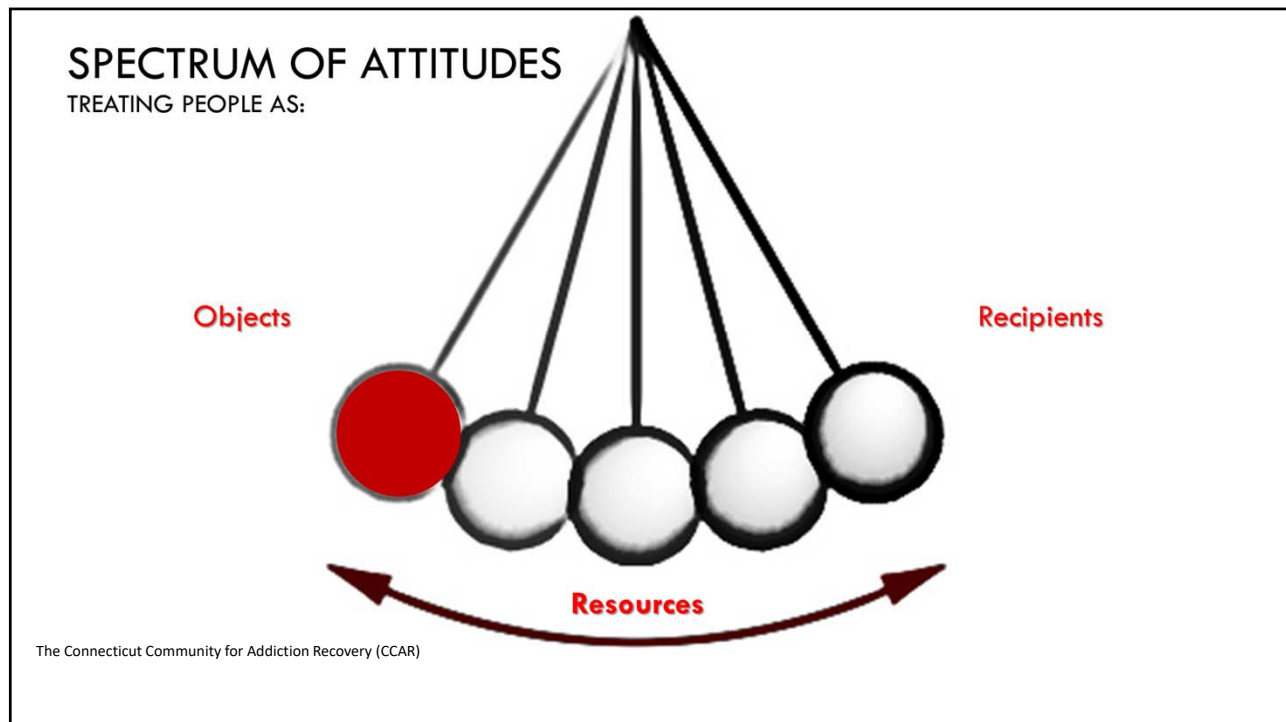 SPECTRUM OF ATTITUDES
TREATING PEOPLE AS:
Objects
Recipients
Resources
The Connecticut Community for Addiction Recovery (CCAR)